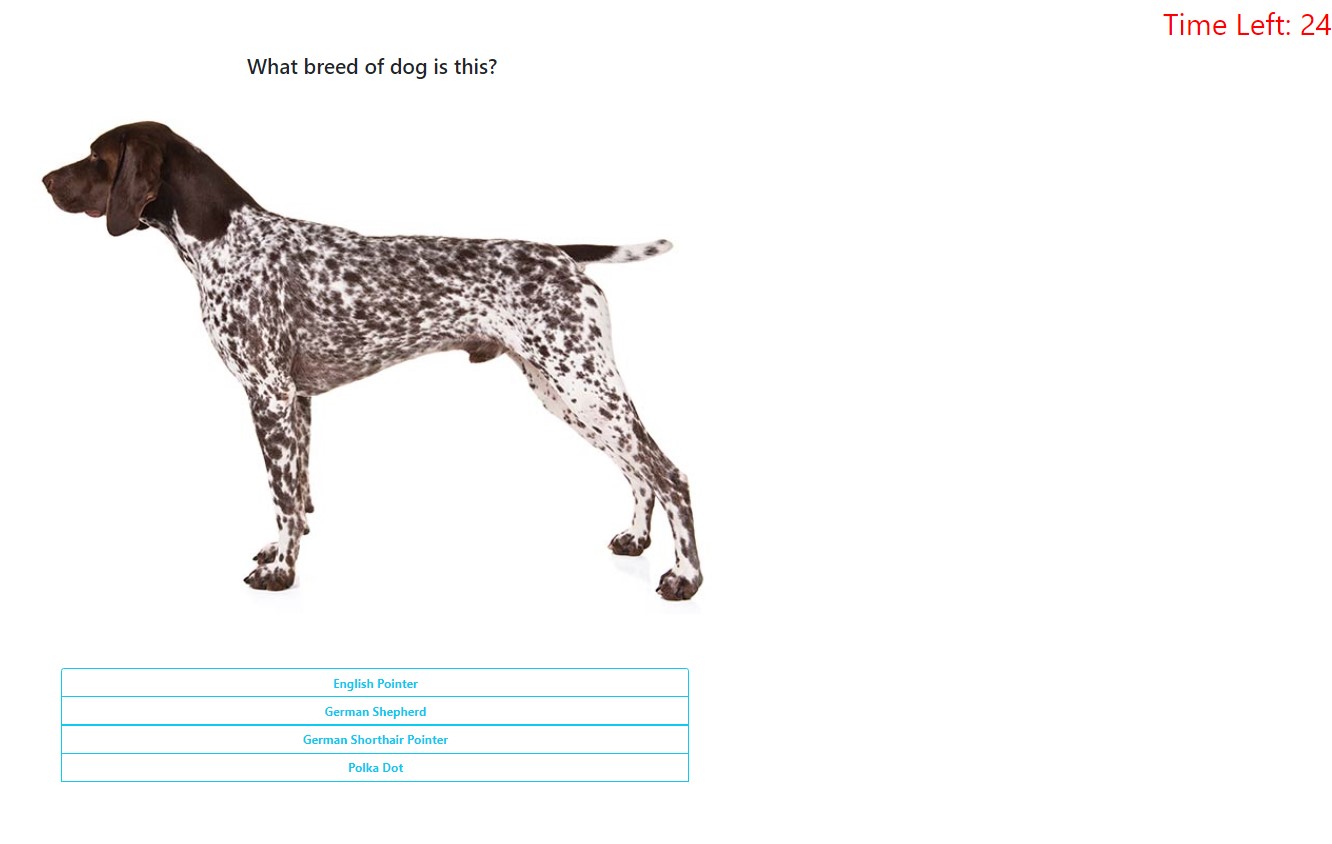 Time Left: 24
What breed of dog is this?
English Pointer
German Shepherd
German Shorthair Pointer
Polka Dot